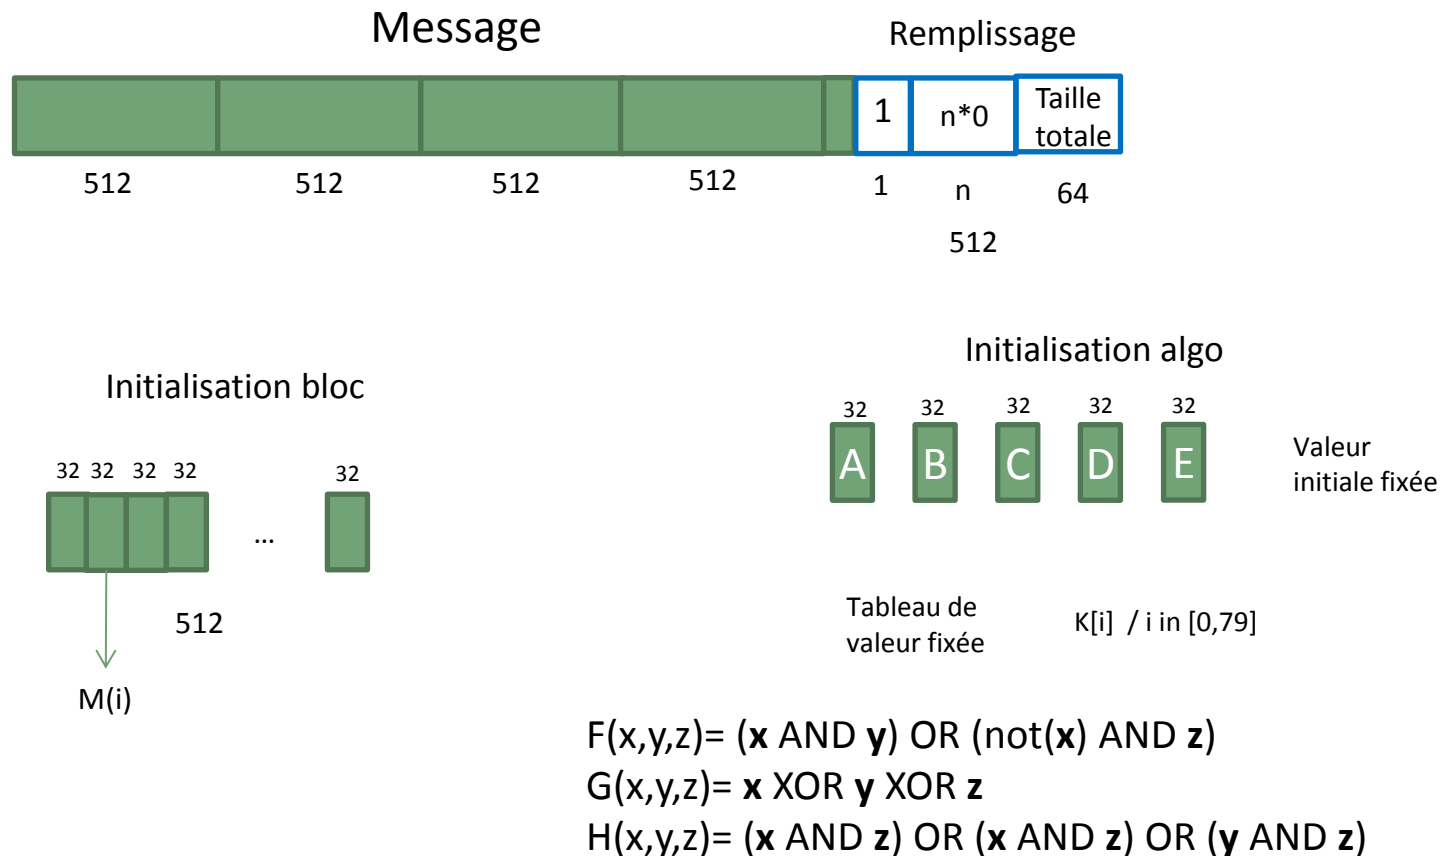 Message
Remplissage
1
n*0
Taille
totale
512
512
512
512
1
n
64
512
Initialisation algo
Initialisation bloc
32
32
32
32
32
A
B
C
D
E
Valeur
initiale fixée
32
32
32
32
32
...
512
M(i)
Tableau de
valeur fixée
K[i] / i in [0,79]
F(x,y,z)= (x AND y) OR (not(x) AND z)
G(x,y,z)= x XOR y XOR z
H(x,y,z)= (x AND z) OR (x AND z) OR (y AND z)